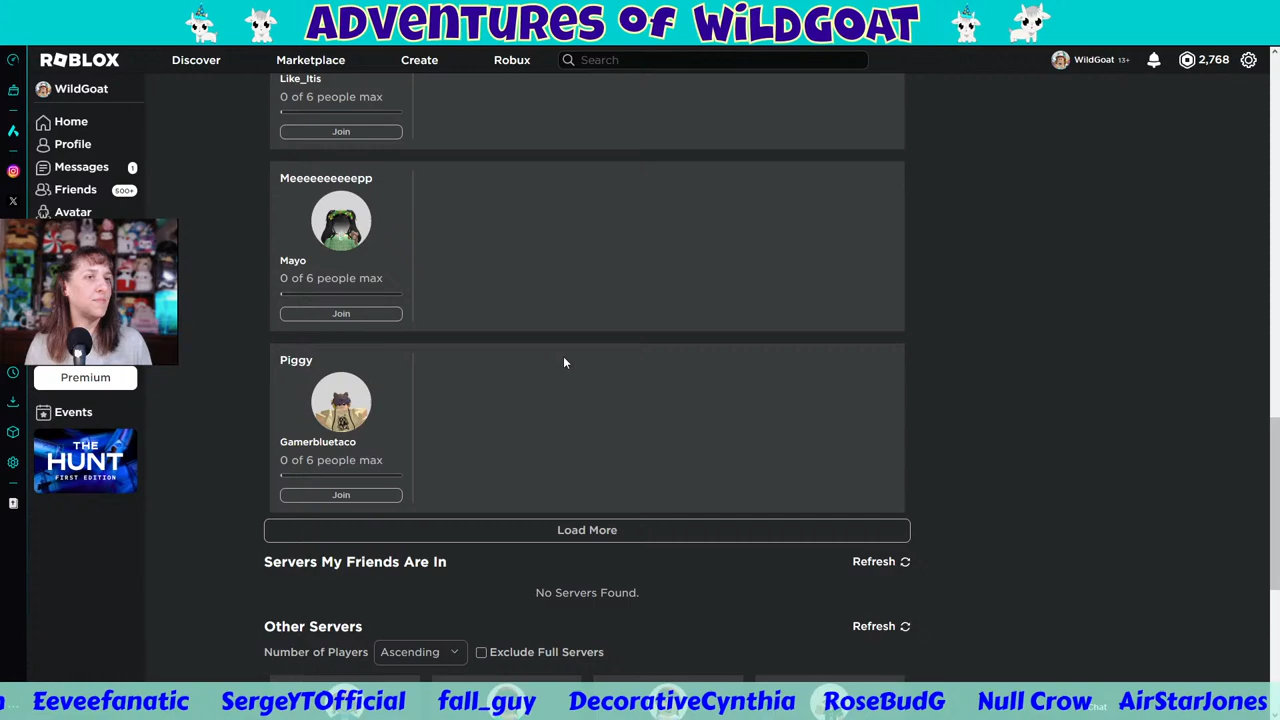 ADVENTURES OF WILDGOAT
ROBLOX
Discover
Marketplace
Create
Robux
Search
WildGoat 13+
2,768
WildGoat
Home
Profile
Messages
1
Friends
500+
Avatar
Premium
Events
THE
HUNT
FIRST EDITION
Like_Itis
0 of 6 people max
Join
Meeeeeeeeeepp
Mayo
0 of 6 people max
Join
Piggy
Gamerbluetaco
0 of 6 people max
Join
Load More
Servers My Friends Are In
Refresh
No Servers Found.
Other Servers
Refresh
Number of Players
Ascending
Exclude Full Servers
Chat
Eeveefanatic SergeYTOfficial fall_guy DecorativeCynthia RoseBudG Null Crow AirStarJones